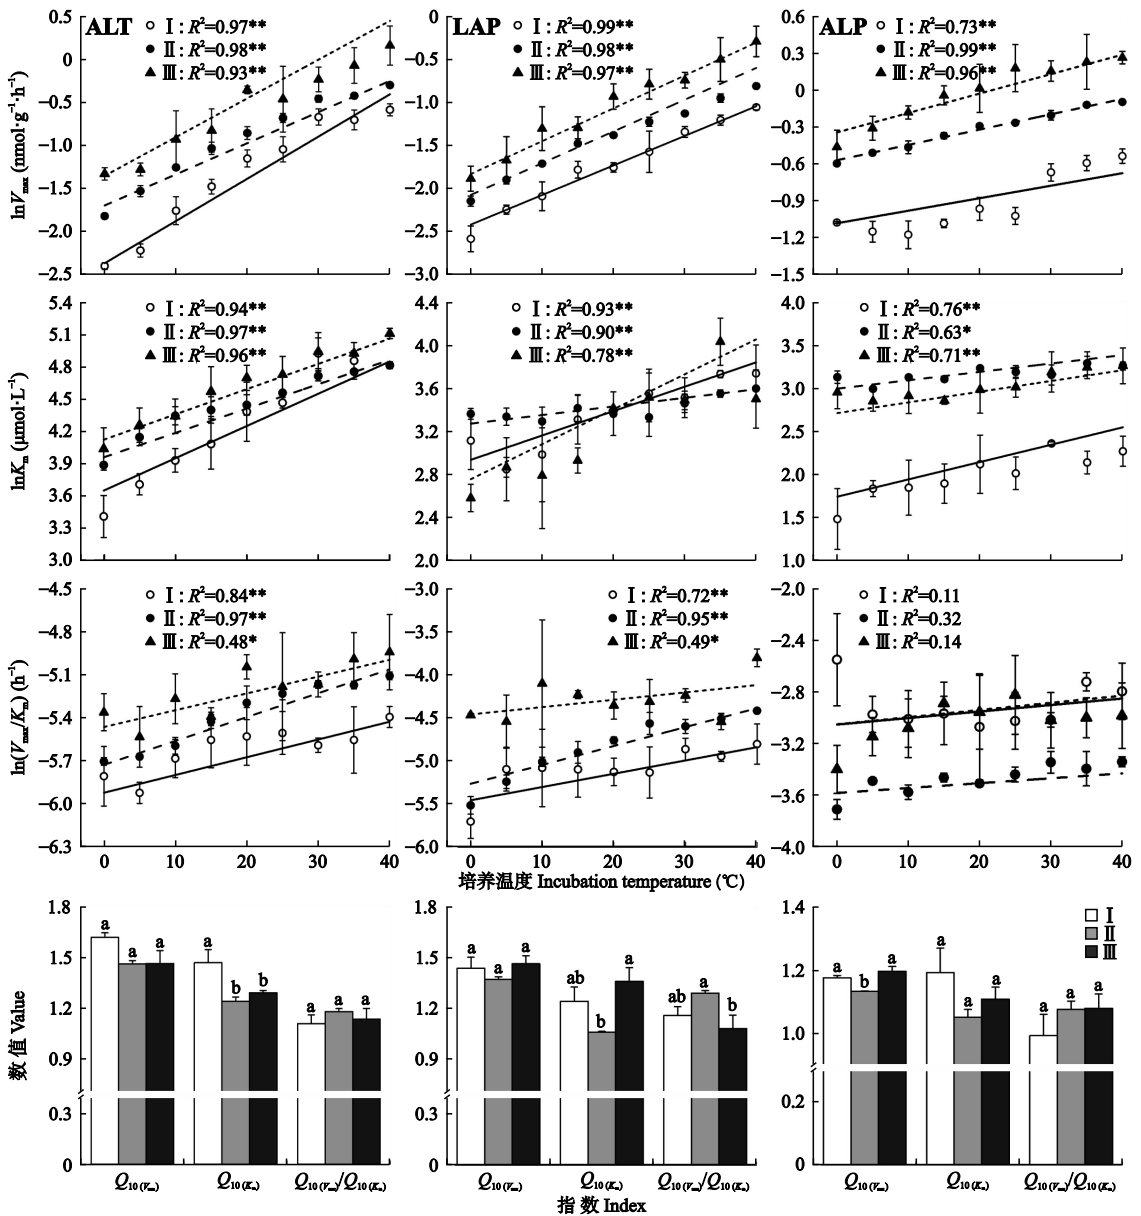 ALT
Ⅰ: R²=0.97**
Ⅱ: R²=0.98**
Ⅲ: R²=0.93**
LAP
Ⅰ: R²=0.99**
Ⅱ: R²=0.98**
Ⅲ: R²=0.97**
ALP
Ⅰ: R²=0.73**
Ⅱ: R²=0.99**
Ⅲ: R²=0.96**
lnVmax (nmol·g⁻¹·h⁻¹)
0.5
0
−0.5
−1.0
−1.5
−2.0
−2.5
0
−0.5
−1.0
−1.5
−2.0
−2.5
−3.0
0.6
0.3
0
−0.3
−0.6
−0.9
−1.2
−1.5
Ⅰ: R²=0.94**
Ⅱ: R²=0.97**
Ⅲ: R²=0.96**
Ⅰ: R²=0.93**
Ⅱ: R²=0.90**
Ⅲ: R²=0.78**
Ⅰ: R²=0.76**
Ⅱ: R²=0.63*
Ⅲ: R²=0.71**
lnKm (μmol·L⁻¹)
5.4
5.1
4.8
4.5
4.2
3.9
3.6
3.3
3.0
4.4
4.0
3.6
3.2
2.8
2.4
2.0
4.0
3.5
3.0
2.5
2.0
1.5
1.0
Ⅰ: R²=0.84**
Ⅱ: R²=0.97**
Ⅲ: R²=0.48*
Ⅰ: R²=0.72**
Ⅱ: R²=0.95**
Ⅲ: R²=0.49*
Ⅰ: R²=0.11
Ⅱ: R²=0.32
Ⅲ: R²=0.14
ln(Vmax/Km) (h⁻¹)
−4.5
−4.8
−5.1
−5.4
−5.7
−6.0
−6.3
−3.0
−3.5
−4.0
−4.5
−5.0
−5.5
−6.0
−2.0
−2.4
−2.8
−3.2
−3.6
−4.0
0 10 20 30 40
0 10 20 30 40
0 10 20 30 40
培养温度 Incubation temperature (℃)
数值 Value
1.8
1.5
1.2
0.9
0.3
0
a a a
a b b
a a a
1.8
1.5
1.2
0.9
0.3
0
a a a
ab b a
ab a b
1.4
1.2
1.0
0.2
0
a b a
a a a
a a a
Ⅰ
Ⅱ
Ⅲ
Q10(Vm) Q10(Km) Q10(Vm)/Q10(Km)
Q10(Vm) Q10(Km) Q10(Vm)/Q10(Km)
Q10(Vm) Q10(Km) Q10(Vm)/Q10(Km)
指数 Index